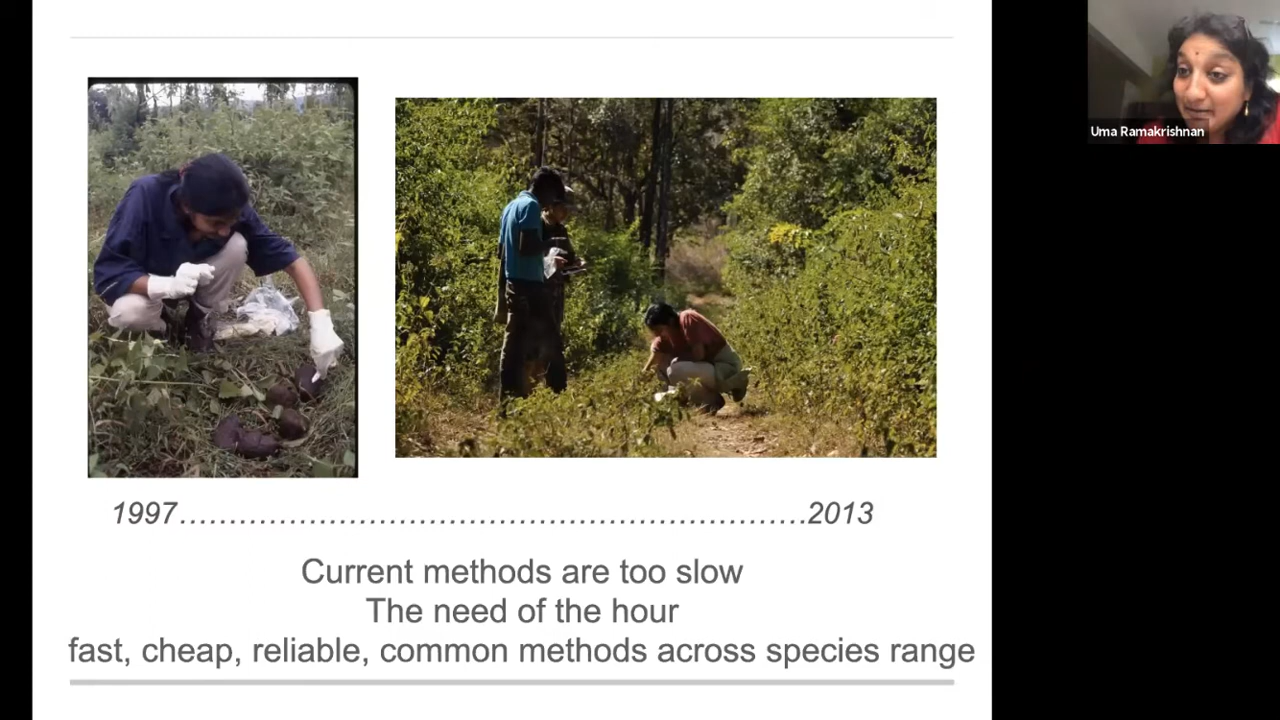 Uma Ramakrishnan
1997............................................................2013
Current methods are too slow
The need of the hour
fast, cheap, reliable, common methods across species range